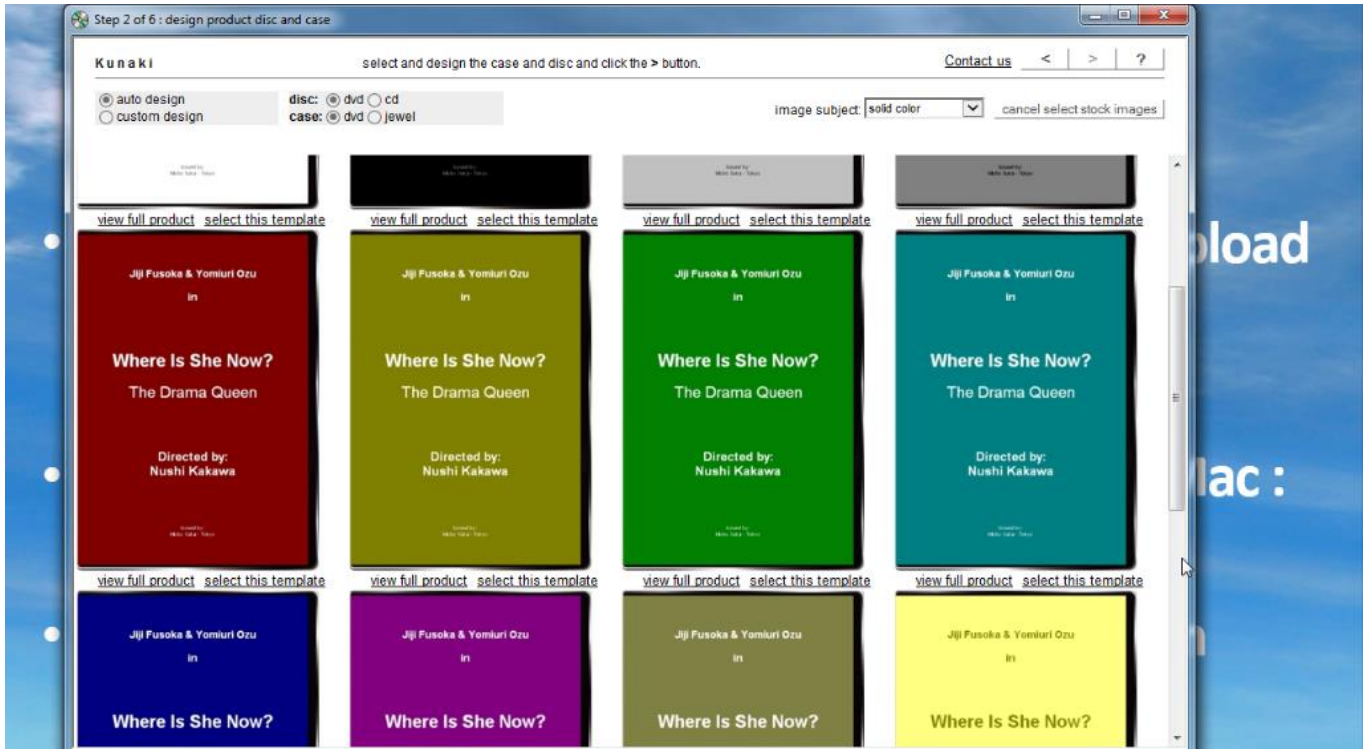 Step 2 of 6 : design product disc and case
Kunaki
select and design the case and disc and click the > button.
Contact us < > ?
auto design
custom design
disc: dvd cd
case: dvd jewel
image subject: solid color
cancel select stock images
view full product select this template
view full product select this template
view full product select this template
view full product select this template
Jiji Fusoka & Yomiuri Ozu
in
Where Is She Now?
The Drama Queen
Directed by:
Nushi Kakawa
Jiji Fusoka & Yomiuri Ozu
in
Where Is She Now?
The Drama Queen
Directed by:
Nushi Kakawa
Jiji Fusoka & Yomiuri Ozu
in
Where Is She Now?
The Drama Queen
Directed by:
Nushi Kakawa
Jiji Fusoka & Yomiuri Ozu
in
Where Is She Now?
The Drama Queen
Directed by:
Nushi Kakawa
view full product select this template
view full product select this template
view full product select this template
view full product select this template
Jiji Fusoka & Yomiuri Ozu
in
Where Is She Now?
Jiji Fusoka & Yomiuri Ozu
in
Where Is She Now?
Jiji Fusoka & Yomiuri Ozu
in
Where Is She Now?
Jiji Fusoka & Yomiuri Ozu
in
Where Is She Now?